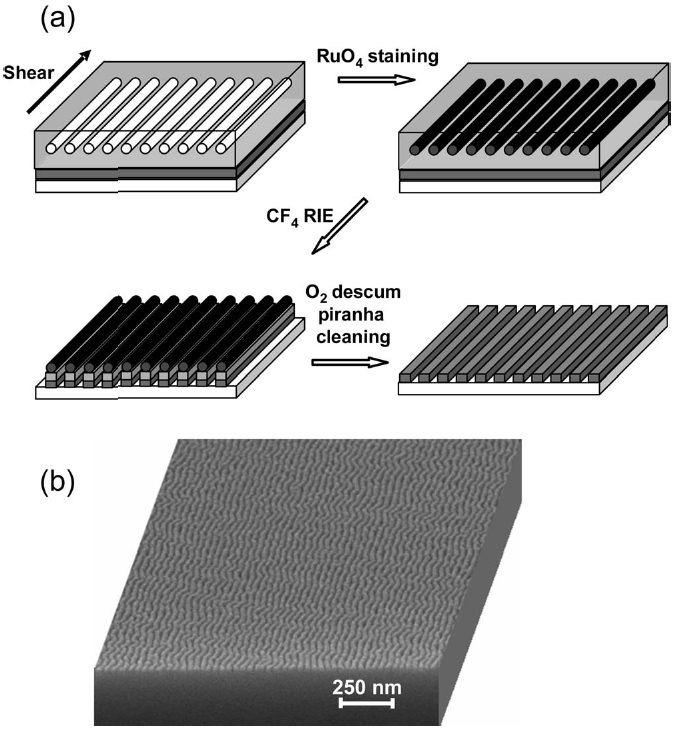 (a)
Shear
RuO4 staining
CF4 RIE
O2 descum
piranha
cleaning
(b)
250 nm